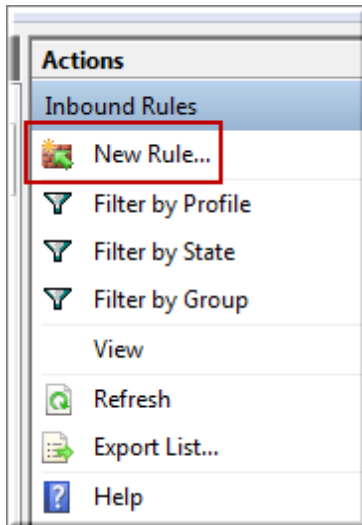 Actions
Inbound Rules
New Rule...
Filter by Profile
Filter by State
Filter by Group
View
Refresh
Export List...
Help